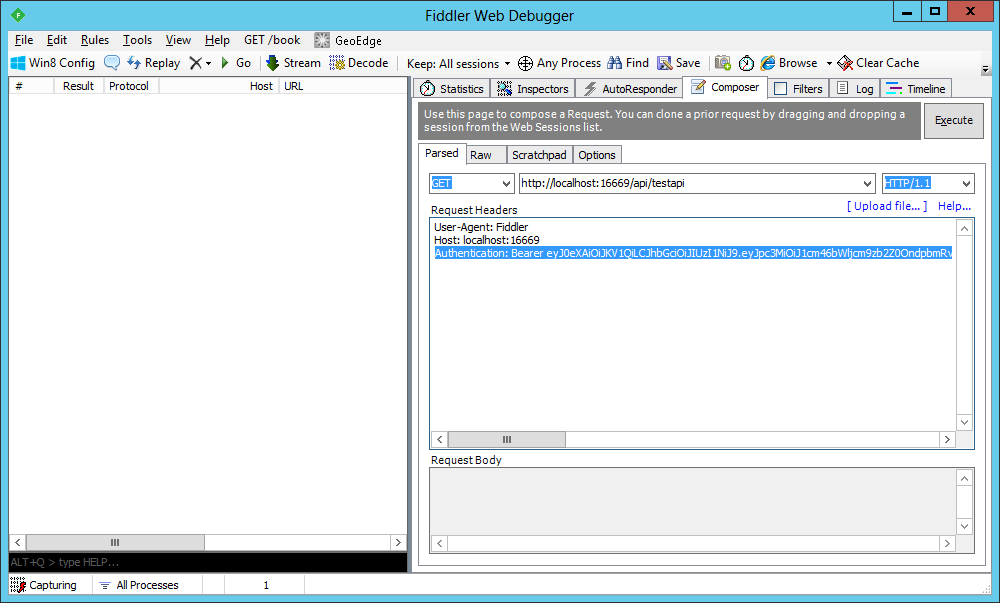 Fiddler Web Debugger
File Edit Rules Tools View Help GET /book GeoEdge
Win8 Config Replay Go Stream Decode Keep: All sessions Any Process Find Save Browse Clear Cache
# Result Protocol Host URL
Statistics Inspectors AutoResponder Composer Filters Log Timeline
Use this page to compose a Request. You can clone a prior request by dragging and dropping a
session from the Web Sessions list.
Execute
Parsed Raw Scratchpad Options
GET http://localhost:16669/api/testapi HTTP/1.1
[ Upload file... ] Help...
Request Headers
User-Agent: Fiddler
Host: localhost:16669
Authentication: Bearer eyJ0eXAiOiJKV1QiLCJhbGciOiJIUzI1NiJ9.eyJpc3MiOiJ1cm46bWljcm9zb2Z0OndpbmRv
Request Body
ALT+Q > type HELP...
Capturing All Processes 1